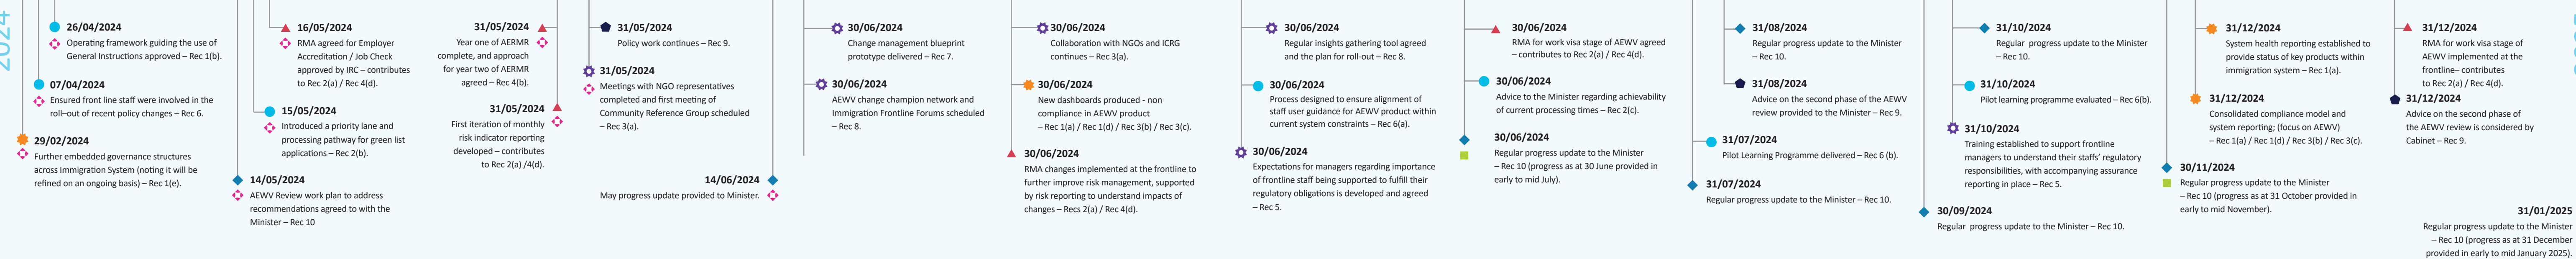 2024
26/04/2024
Operating framework guiding the use of
General Instructions approved – Rec 1(b).
07/04/2024
Ensured front line staff were involved in the
roll–out of recent policy changes – Rec 6.
29/02/2024
Further embedded governance structures
across Immigration System (noting it will be
refined on an ongoing basis) – Rec 1(e).
16/05/2024
RMA agreed for Employer
Accreditation / Job Check
approved by IRC – contributes
to Rec 2(a) / Rec 4(d).
15/05/2024
Introduced a priority lane and
processing pathway for green list
applications – Rec 2(b).
14/05/2024
AEWV Review work plan to address
recommendations agreed to with the
Minister – Rec 10
31/05/2024
Year one of AERMR
complete, and approach
for year two of AERMR
agreed – Rec 4(b).
31/05/2024
First iteration of monthly
risk indicator reporting
developed – contributes
to Rec 2(a) /4(d).
31/05/2024
Policy work continues – Rec 9.
31/05/2024
Meetings with NGO representatives
completed and first meeting of
Community Reference Group scheduled
– Rec 3(a).
14/06/2024
May progress update provided to Minister.
30/06/2024
Change management blueprint
prototype delivered – Rec 7.
30/06/2024
AEWV change champion network and
Immigration Frontline Forums scheduled
– Rec 8.
30/06/2024
Collaboration with NGOs and ICRG
continues – Rec 3(a).
30/06/2024
New dashboards produced - non
compliance in AEWV product
– Rec 1(a) / Rec 1(d) / Rec 3(b) / Rec 3(c).
30/06/2024
RMA changes implemented at the frontline to
further improve risk management, supported
by risk reporting to understand impacts of
changes – Recs 2(a) / Rec 4(d).
30/06/2024
Regular insights gathering tool agreed
and the plan for roll-out – Rec 8.
30/06/2024
Process designed to ensure alignment of
staff user guidance for AEWV product within
current system constraints – Rec 6(a).
30/06/2024
Expectations for managers regarding importance
of frontline staff being supported to fulfill their
regulatory obligations is developed and agreed
– Rec 5.
30/06/2024
RMA for work visa stage of AEWV agreed
– contributes to Rec 2(a) / Rec 4(d).
30/06/2024
Advice to the Minister regarding achievability
of current processing times – Rec 2(c).
30/06/2024
Regular progress update to the Minister
– Rec 10 (progress as at 30 June provided in
early to mid July).
31/08/2024
Regular progress update to the Minister
– Rec 10.
31/08/2024
Advice on the second phase of the AEWV
review provided to the Minister – Rec 9.
31/07/2024
Pilot Learning Programme delivered – Rec 6 (b).
31/07/2024
Regular progress update to the Minister – Rec 10.
31/10/2024
Regular progress update to the Minister
– Rec 10.
31/10/2024
Pilot learning programme evaluated – Rec 6(b).
31/10/2024
Training established to support frontline
managers to understand their staffs' regulatory
responsibilities, with accompanying assurance
reporting in place – Rec 5.
30/09/2024
Regular progress update to the Minister – Rec 10.
31/12/2024
System health reporting established to
provide status of key products within
immigration system – Rec 1(a).
31/12/2024
Consolidated compliance model and
system reporting; (focus on AEWV)
– Rec 1(a) / Rec 1(d) / Rec 3(b) / Rec 3(c).
30/11/2024
Regular progress update to the Minister
– Rec 10 (progress as at 31 October provided in
early to mid November).
31/12/2024
RMA for work visa stage of
AEWV implemented at the
frontline– contributes
to Rec 2(a) / Rec 4(d).
31/12/2024
Advice on the second phase of
the AEWV review is considered by
Cabinet – Rec 9.
31/01/2025
Regular progress update to the Minister
– Rec 10 (progress as at 31 December
provided in early to mid January 2025).